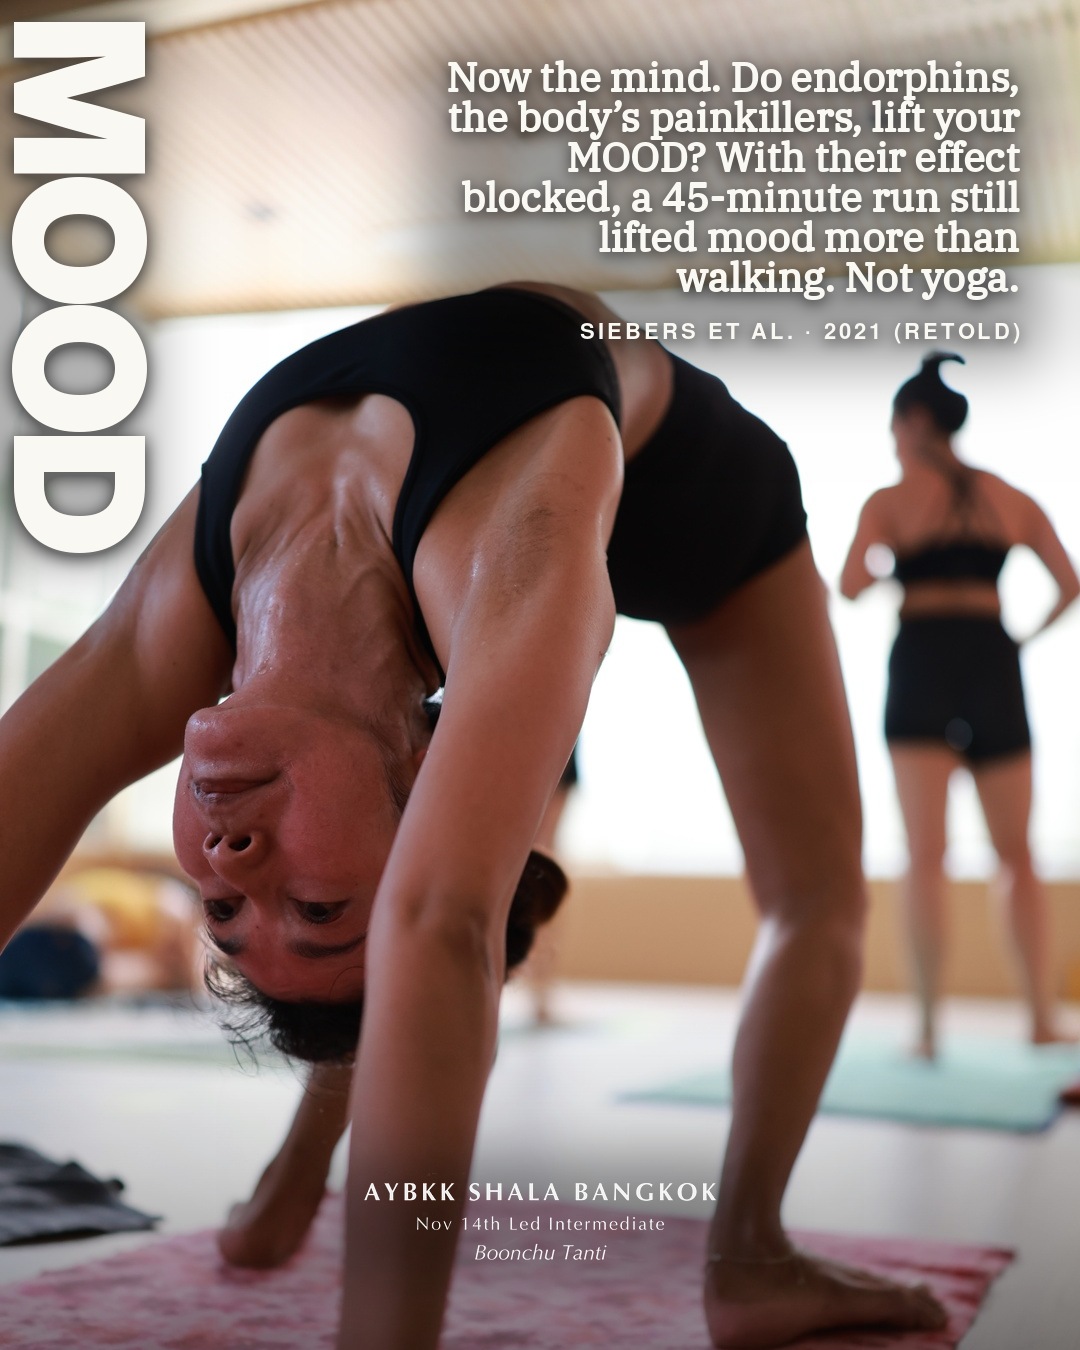 MOOD
Now the mind. Do endorphins,
the body’s painkillers, lift your
MOOD? With their effect
blocked, a 45-minute run still
lifted mood more than
walking. Not yoga.
SIEBERS ET AL. · 2021 (RETOLD)
AYBKK SHALA BANGKOK
Nov 14th Led Intermediate
Boonchu Tanti